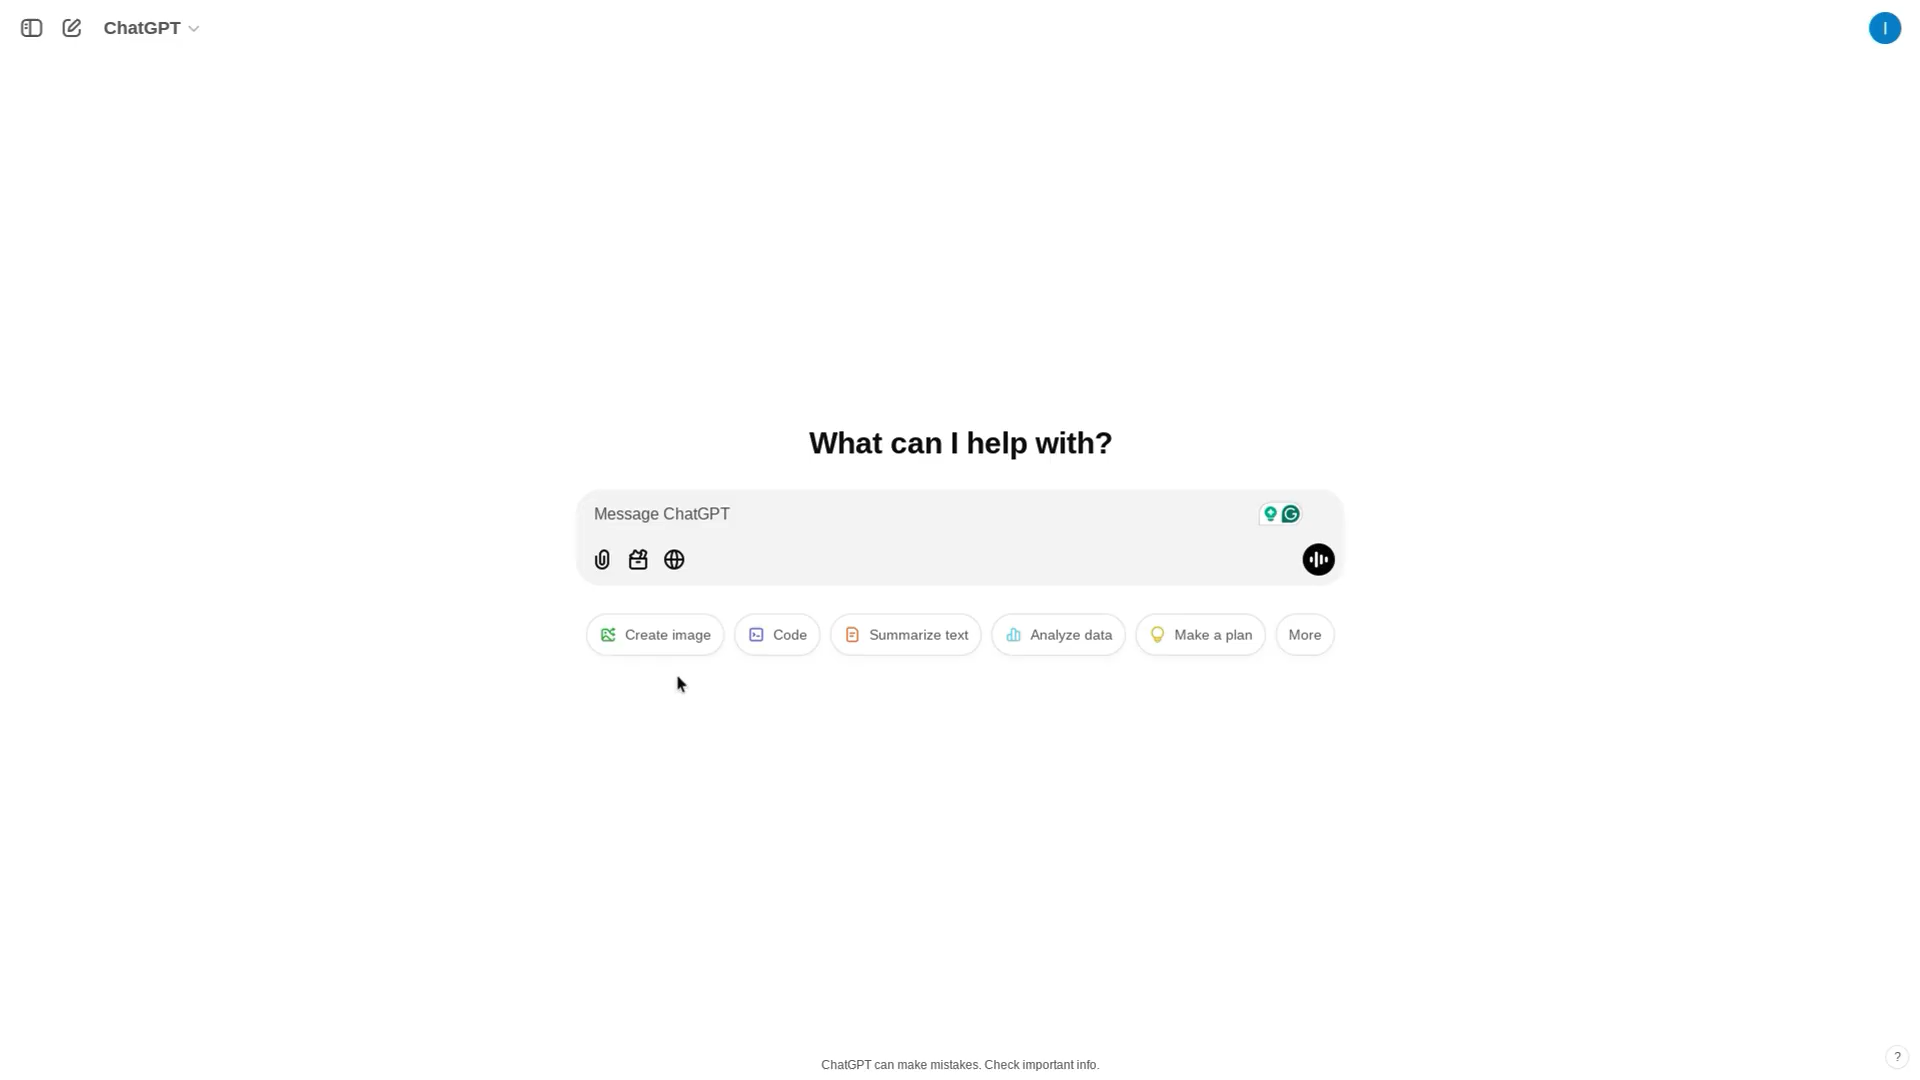 ChatGPT
I
What can I help with?
Message ChatGPT
Create image
Code
Summarize text
Analyze data
Make a plan
More
ChatGPT can make mistakes. Check important info.
?